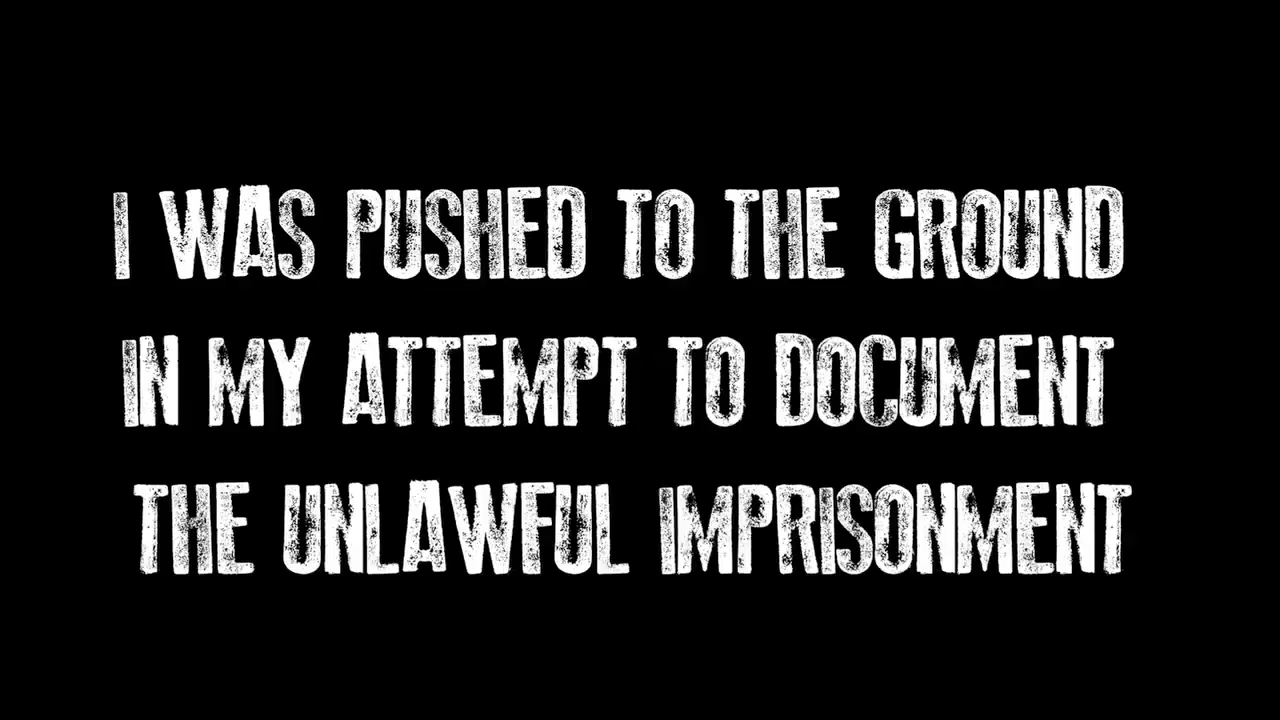 I WAS PUSHED TO THE GROUND
IN MY ATTEMPT TO DOCUMENT
THE UNLAWFUL IMPRISONMENT